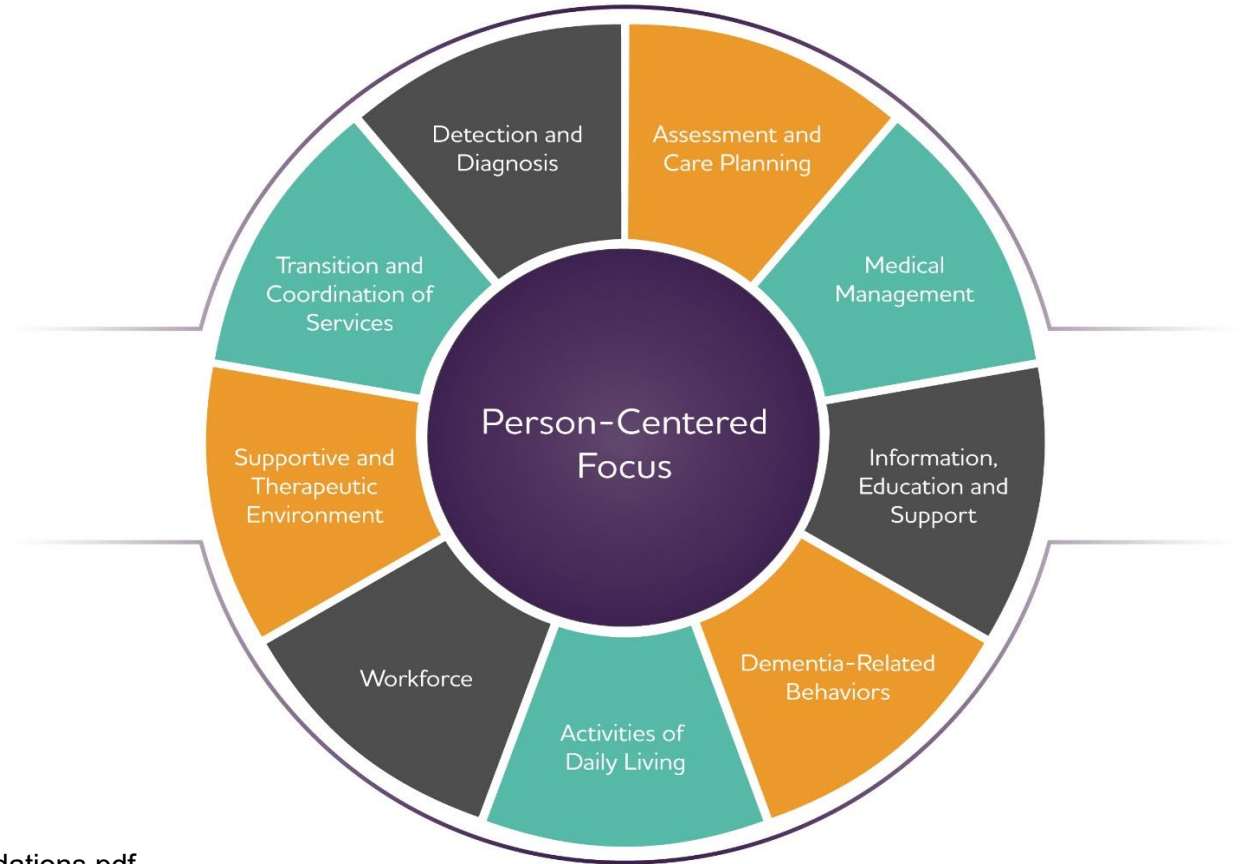 Detection and
Diagnosis
Assessment and
Care Planning
Transition and
Coordination of
Services
Medical
Management
Person-Centered
Focus
Supportive and
Therapeutic
Environment
Information,
Education and
Support
Workforce
Dementia-Related
Behaviors
Activities of
Daily Living